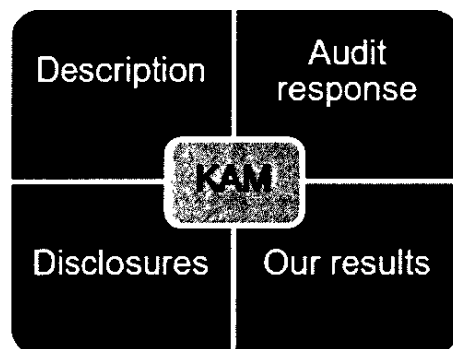 Description
Audit
response
KAM
Disclosures
Our results